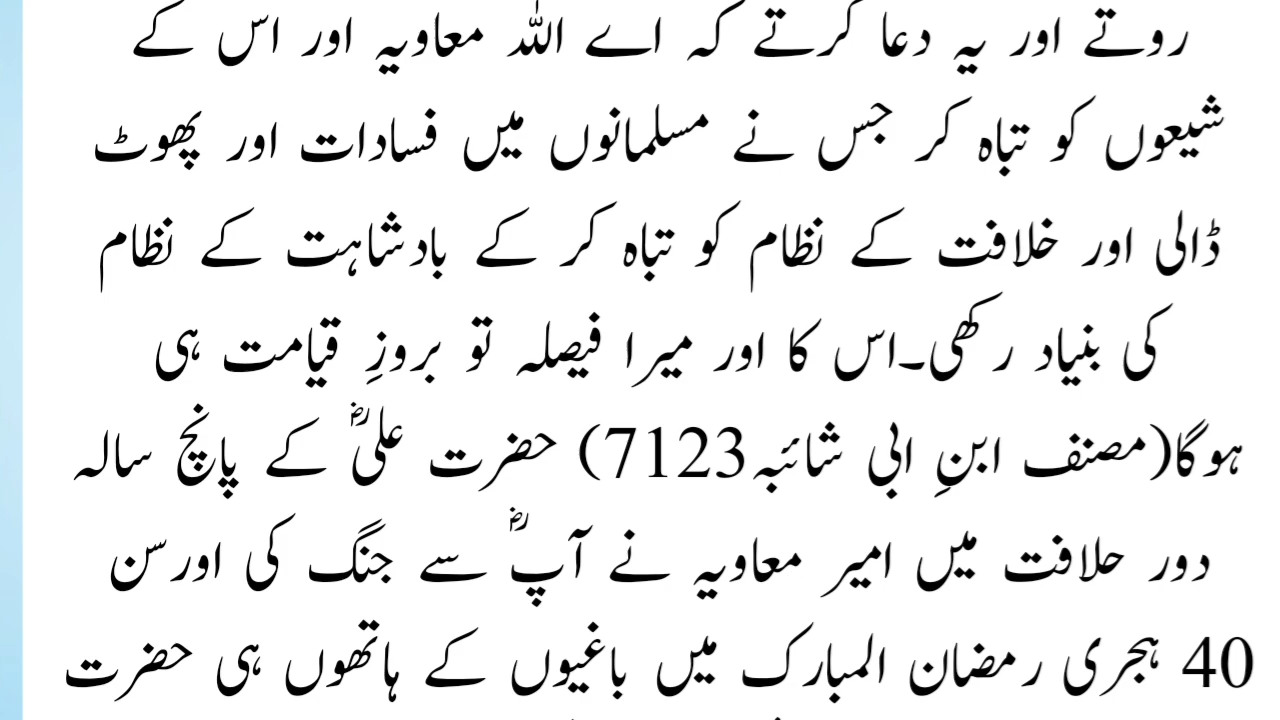 روتے اور یہ دعا کرتے کہ اے اللہ معاویہ اور اس کے
شیعوں کو تباہ کر جس نے مسلمانوں میں فسادات اور پھوٹ
ڈالی اور خلافت کے نظام کو تباہ کر کے بادشاہت کے نظام
کی بنیاد رکھی۔اس کا اور میرا فیصلہ تو بروزِ قیامت ہی
ہوگا(مصنف ابنِ ابی شائبہ7123) حضرت علیؓ کے پانچ سالہ
دور حلافت میں امیر معاویہ نے آپؓ سے جنگ کی اورسن
40 ہجری رمضان المبارک میں باغیوں کے ہاتھوں ہی حضرت